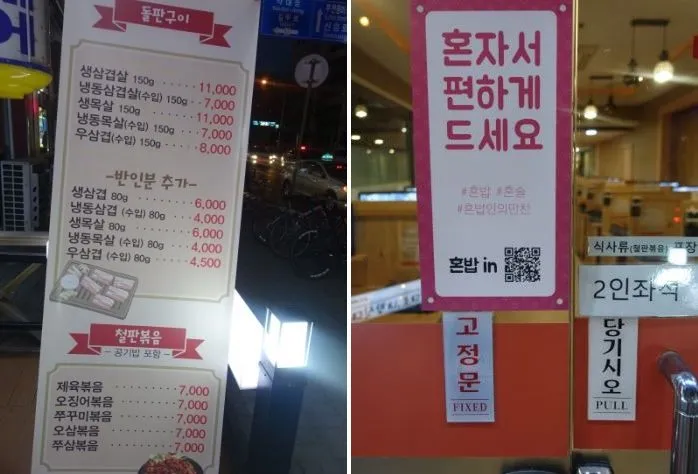 돌판구이
생삼겹살 150g 11,000
냉동삼겹살(수입) 150g 7,000
생목살 150g 11,000
냉동목살(수입) 150g 7,000
우삼겹(수입) 150g 8,000
-반인분 추가-
생삼겹 80g 6,000
냉동삼겹 (수입) 80g 4,000
생목살 80g 6,000
냉동목살 (수입) 80g 4,000
우삼겹 (수입) 80g 4,500
철판볶음
- 공기밥 포함 -
제육볶음 7,000
오징어볶음 7,000
쭈꾸미볶음 7,000
오삼볶음 7,000
쭈삼볶음 7,000
혼자서
편하게
드세요
#혼밥 #혼술
#혼밥인의만찬
혼밥 in
고정문
FIXED
식사류(철판볶음) 포장
2인좌석
당기시오
PULL